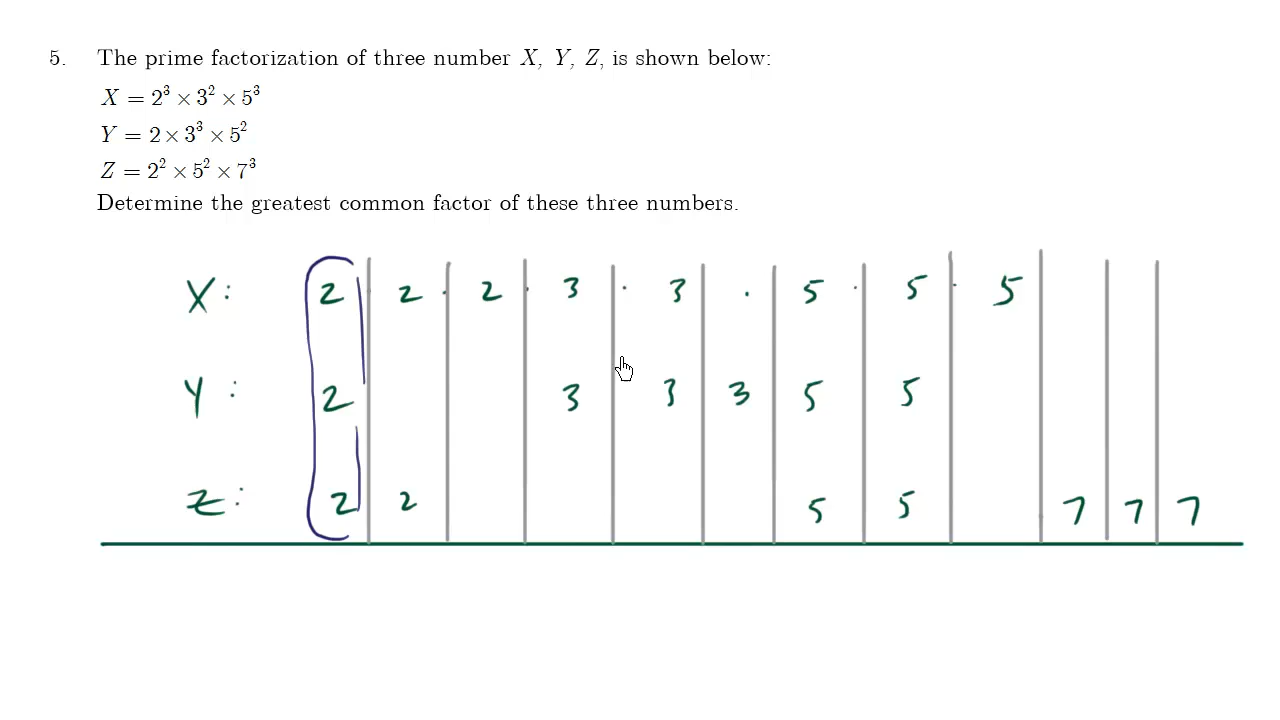 5. The prime factorization of three number X, Y, Z, is shown below:
X = 2³ × 3² × 5³
Y = 2 × 3³ × 5²
Z = 2² × 5² × 7³
Determine the greatest common factor of these three numbers.
X: 2 2 · 2 · 3 · 3 · 5 · 5 · 5
Y: 2 3 3 3 5 5
Z: 2 2 5 5 7 7 7